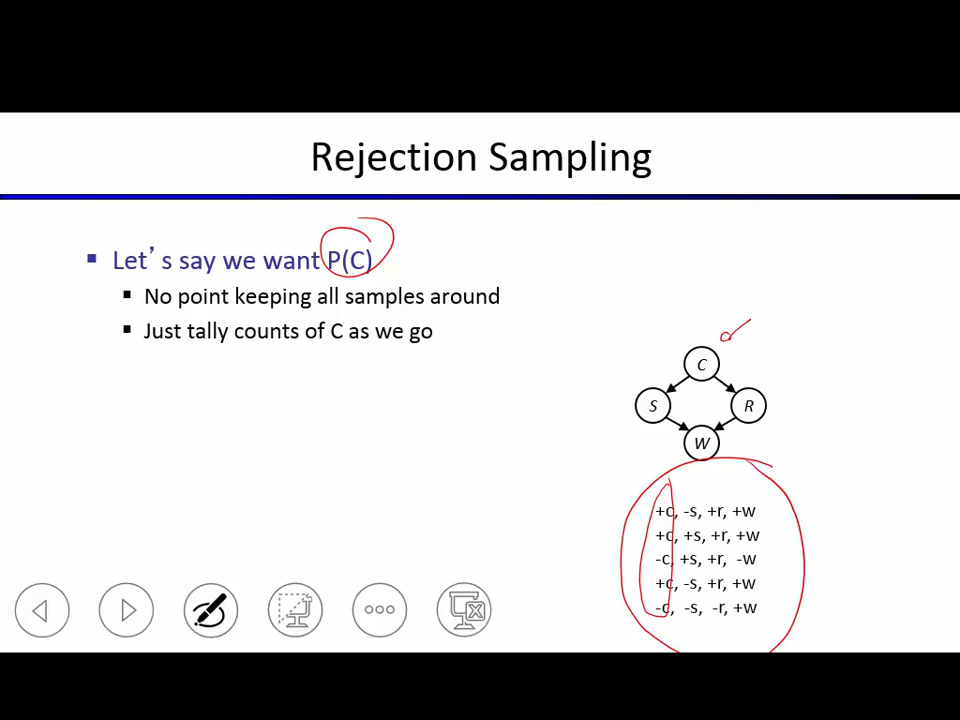 Rejection Sampling
Let’s say we want P(C)
No point keeping all samples around
Just tally counts of C as we go
C
S R
W
+c, -s, +r, +w
+c, +s, +r, +w
-c, +s, +r, -w
+c, -s, +r, +w
-c, -s, -r, +w